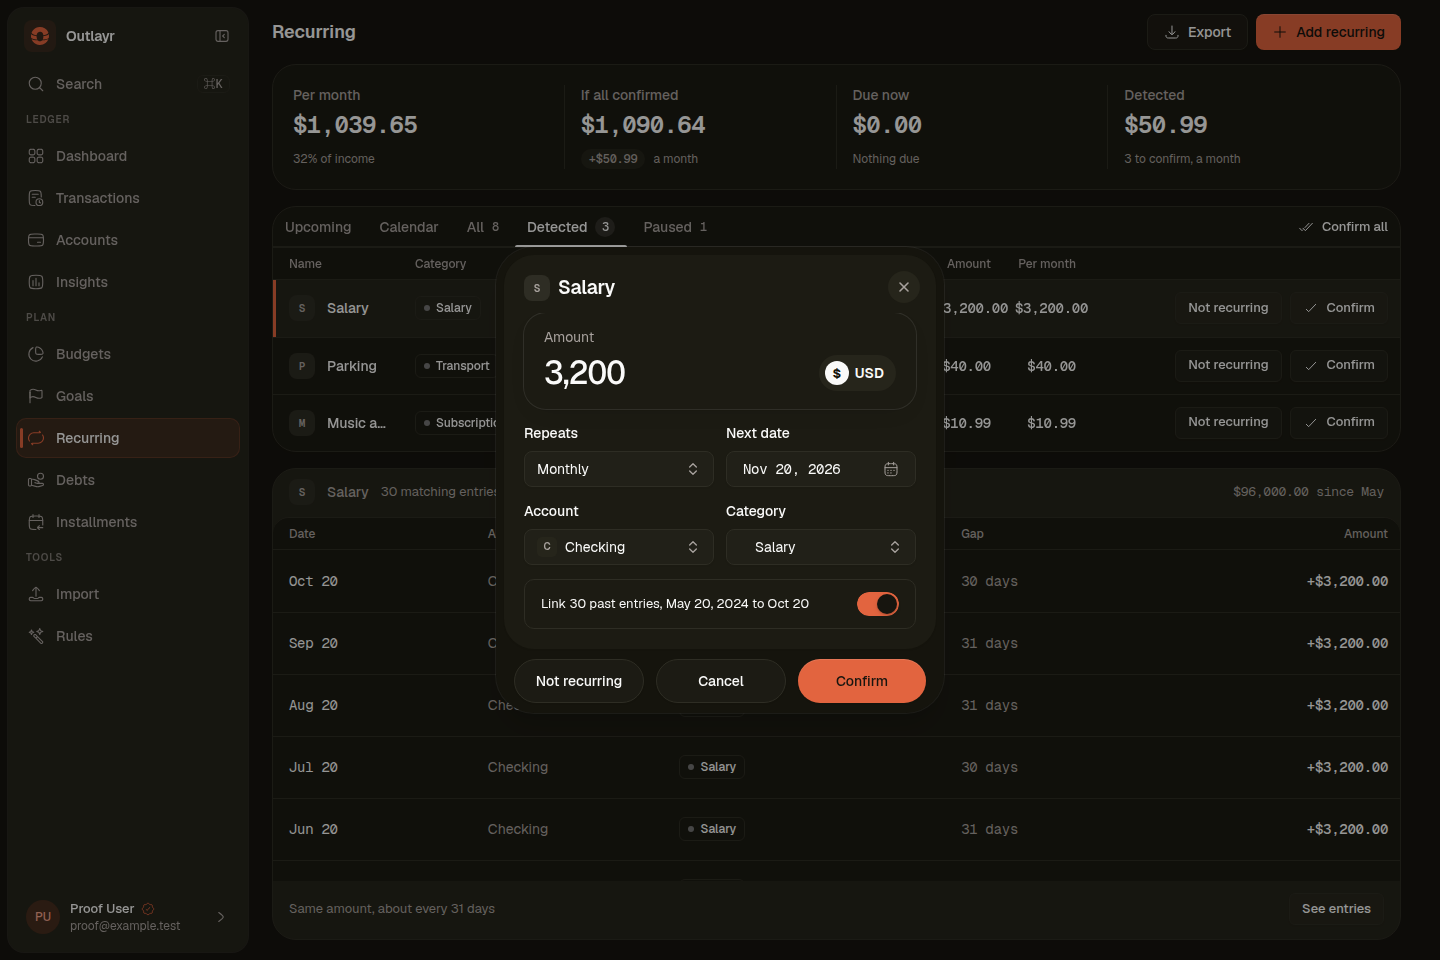 Outlayr
Search ⌘K
LEDGER
Dashboard
Transactions
Accounts
Insights
PLAN
Budgets
Goals
Recurring
Debts
Installments
TOOLS
Import
Rules
PU
Proof User
proof@example.test
Recurring
Export
Add recurring
Per month
$1,039.65
32% of income
If all confirmed
$1,090.64
+$50.99 a month
Due now
$0.00
Nothing due
Detected
$50.99
3 to confirm, a month
Upcoming Calendar All 8 Detected 3 Paused 1 Confirm all
Name Category Amount Per month
S Salary Salary 3,200.00 $3,200.00 Not recurring Confirm
P Parking Transport $40.00 $40.00 Not recurring Confirm
M Music a... Subscriptio $10.99 $10.99 Not recurring Confirm
S Salary 30 matching entries $96,000.00 since May
Date A Gap Amount
Oct 20 C 30 days +$3,200.00
Sep 20 C 31 days +$3,200.00
Aug 20 Che 31 days +$3,200.00
Jul 20 Checking Salary 30 days +$3,200.00
Jun 20 Checking Salary 31 days +$3,200.00
Same amount, about every 31 days See entries
S Salary
Amount
3,200 $ USD
Repeats Next date
Monthly Nov 20, 2026
Account Category
C Checking Salary
Link 30 past entries, May 20, 2024 to Oct 20
Not recurring Cancel Confirm